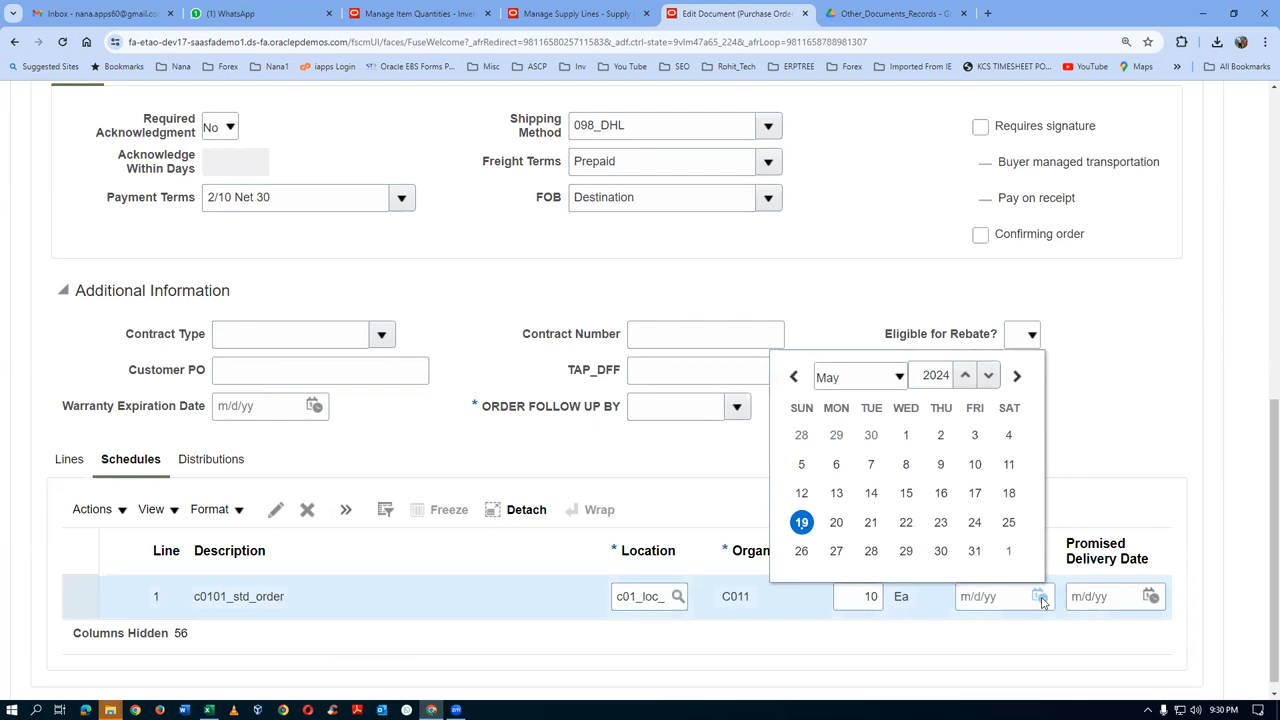 Inbox - nana.apps60@gmail.co
(1) WhatsApp
Manage Item Quantities - Inver
Manage Supply Lines - Supply
Edit Document (Purchase Orde
Other_Documents_Records - G
fa-etao-dev17-saasfademo1.ds-fa.oraclepdemos.com/fscmUI/faces/FuseWelcome?_afrRedirect=9811658025711583&_adf.ctrl-state=9vlm47a65_224&_afrLoop=9811658788981307
Suggested Sites
Bookmarks
Nana
Forex
Nana1
iapps Login
Oracle EBS Forms P...
Misc
ASCP
Inv
You Tube
SEO
Rohit_Tech
ERPTREE
Forex
Imported From IE
KCS TIMESHEET PO...
YouTube
Maps
»
All Bookmarks
Required Acknowledgment
No
Shipping Method
098_DHL
Requires signature
Acknowledge Within Days
Freight Terms
Prepaid
Buyer managed transportation
Payment Terms
2/10 Net 30
FOB
Destination
Pay on receipt
Confirming order
Additional Information
Contract Type
Contract Number
Eligible for Rebate?
Customer PO
TAP_DFF
Warranty Expiration Date
m/d/yy
* ORDER FOLLOW UP BY
May
2024
SUN MON TUE WED THU FRI SAT
28 29 30 1 2 3 4
5 6 7 8 9 10 11
12 13 14 15 16 17 18
19 20 21 22 23 24 25
26 27 28 29 30 31 1
Lines
Schedules
Distributions
Actions
View
Format
»
Freeze
Detach
Wrap
Line
Description
* Location
* Organ
Promised Delivery Date
1
c0101_std_order
c01_loc_
C011
10
Ea
m/d/yy
m/d/yy
Columns Hidden 56
9:30 PM